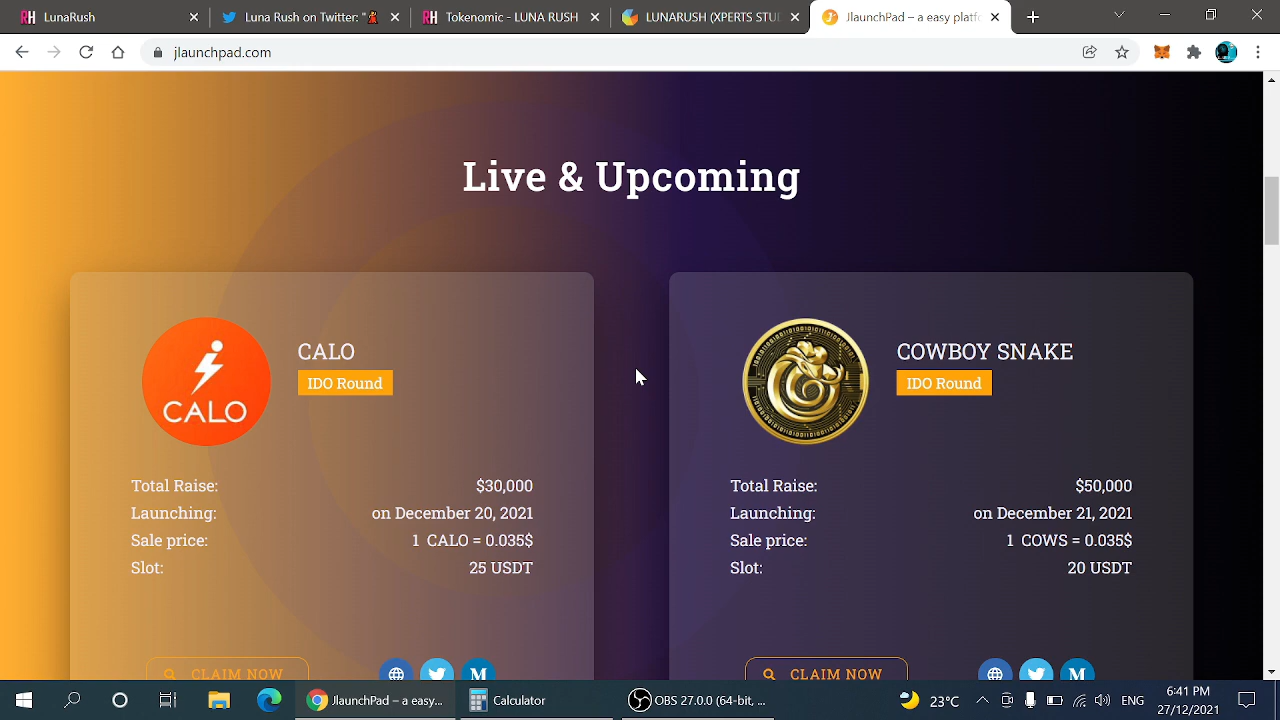 LunaRush
LunaRush on Twitter: "
Tokenomic - LUNA RUSH
LUNARUSH (XPERTS STU
JlaunchPad – a easy platfo
jlaunchpad.com
Live & Upcoming
CALO
IDO Round
CALO
Total Raise: $30,000
Launching: on December 20, 2021
Sale price: 1 CALO = 0.035$
Slot: 25 USDT
CLAIM NOW
M
COWBOY SNAKE
IDO Round
Total Raise: $50,000
Launching: on December 21, 2021
Sale price: 1 COWS = 0.035$
Slot: 20 USDT
CLAIM NOW
M
JlaunchPad – a easy...
Calculator
OBS 27.0.0 (64-bit, ...
23°C
ENG
6:41 PM
27/12/2021